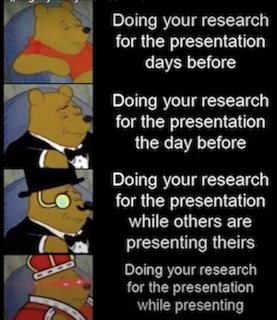 Doing your research
for the presentation
days before
Doing your research
for the presentation
the day before
Doing your research
for the presentation
while others are
presenting theirs
Doing your research
for the presentation
while presenting